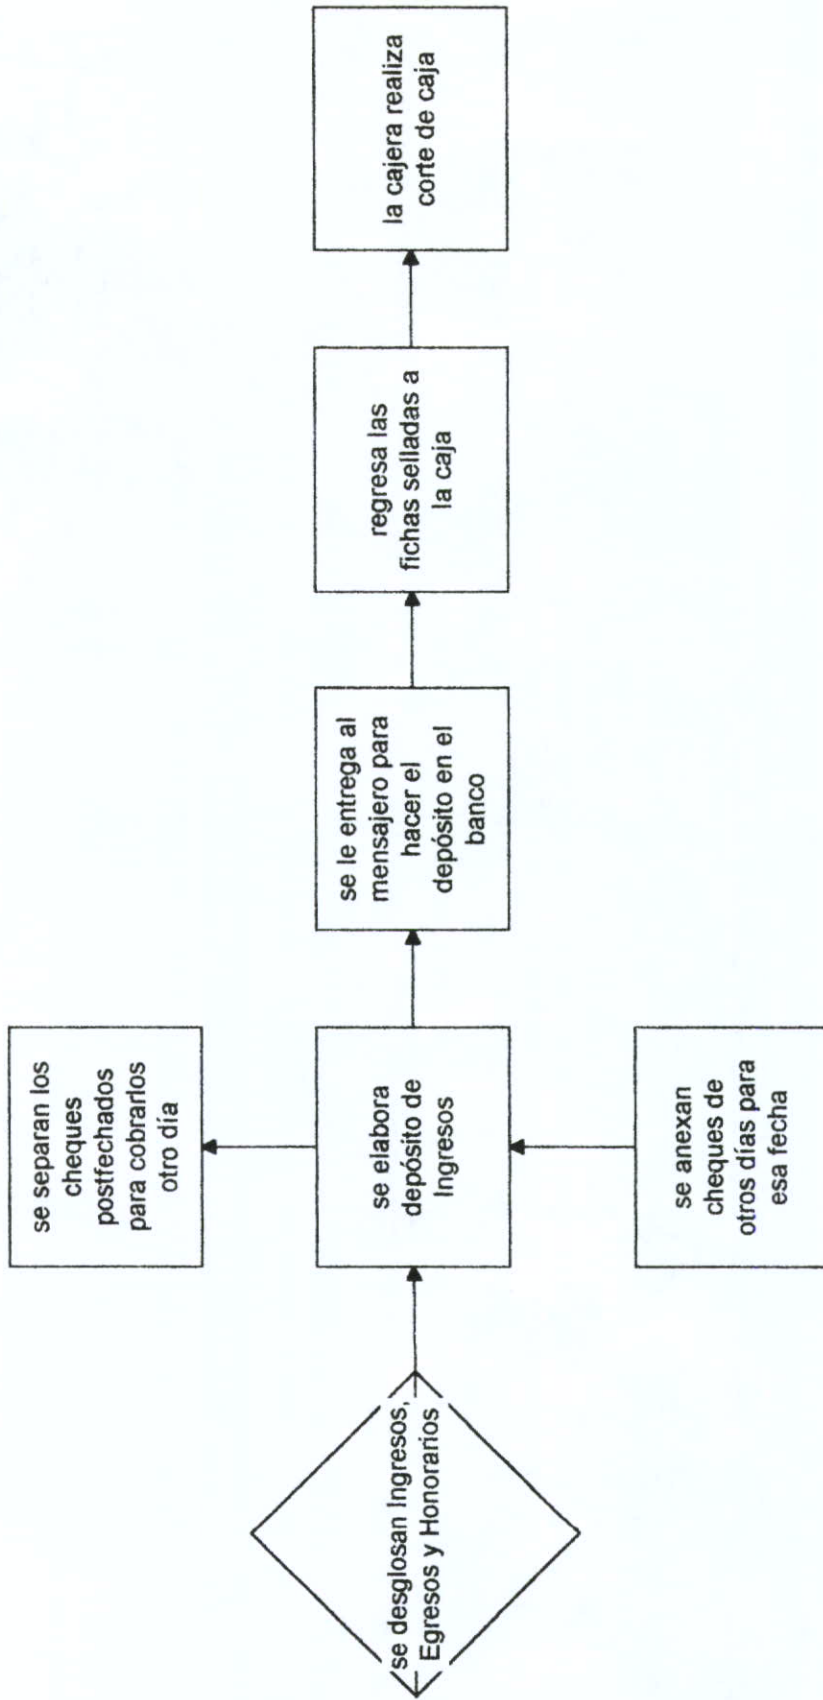 se desglosan Ingresos,
Egresos y Honorarios
se separan los
cheques
postfechados
para cobrarlos
otro día
se elabora
depósito de
Ingresos
se anexan
cheques de
otros días para
esa fecha
se le entrega al
mensajero para
hacer el
depósito en el
banco
regresa las
fichas selladas a
la caja
la cajera realiza
corte de caja